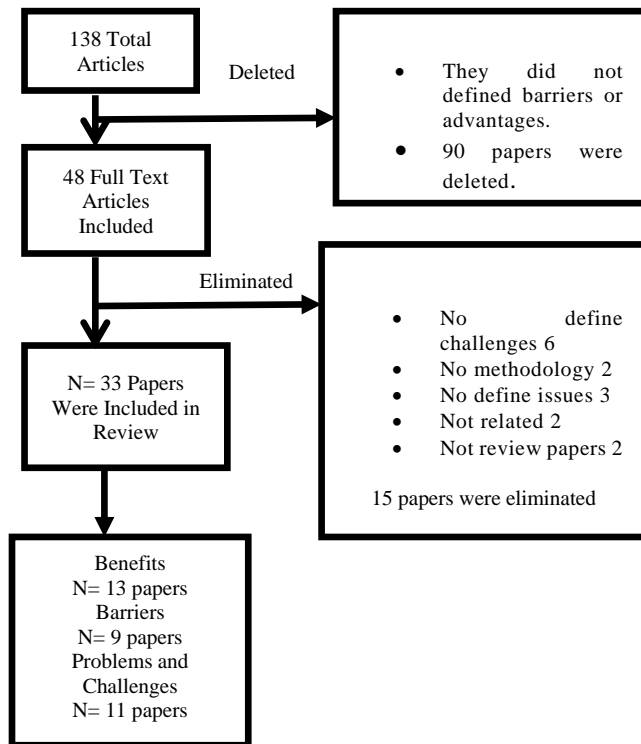 138 Total
Articles
Deleted
• They did not
defined barriers or
advantages.
• 90 papers were
deleted.
48 Full Text
Articles
Included
Eliminated
• No define
challenges 6
• No methodology 2
• No define issues 3
• Not related 2
• Not review papers 2
15 papers were eliminated
N= 33 Papers
Were Included in
Review
Benefits
N= 13 papers
Barriers
N= 9 papers
Problems and
Challenges
N= 11 papers